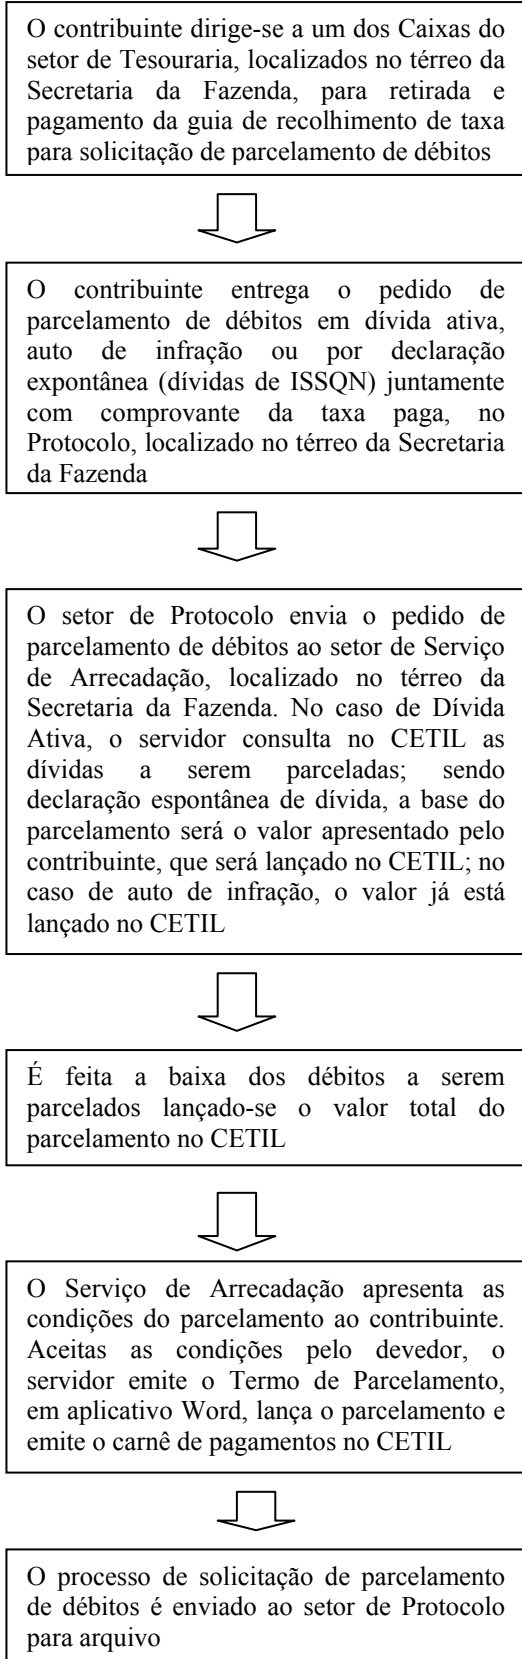 O contribuinte dirige-se a um dos Caixas do
setor de Tesouraria, localizados no térreo da
Secretaria da Fazenda, para retirada e
pagamento da guia de recolhimento de taxa
para solicitação de parcelamento de débitos
O contribuinte entrega o pedido de
parcelamento de débitos em dívida ativa,
auto de infração ou por declaração
expontânea (dívidas de ISSQN) juntamente
com comprovante da taxa paga, no
Protocolo, localizado no térreo da Secretaria
da Fazenda
O setor de Protocolo envia o pedido de
parcelamento de débitos ao setor de Serviço
de Arrecadação, localizado no térreo da
Secretaria da Fazenda. No caso de Dívida
Ativa, o servidor consulta no CETIL as
dívidas a serem parceladas; sendo
declaração espontânea de dívida, a base do
parcelamento será o valor apresentado pelo
contribuinte, que será lançado no CETIL; no
caso de auto de infração, o valor já está
lançado no CETIL
É feita a baixa dos débitos a serem
parcelados lançado-se o valor total do
parcelamento no CETIL
O Serviço de Arrecadação apresenta as
condições do parcelamento ao contribuinte.
Aceitas as condições pelo devedor, o
servidor emite o Termo de Parcelamento,
em aplicativo Word, lança o parcelamento e
emite o carnê de pagamentos no CETIL
O processo de solicitação de parcelamento
de débitos é enviado ao setor de Protocolo
para arquivo